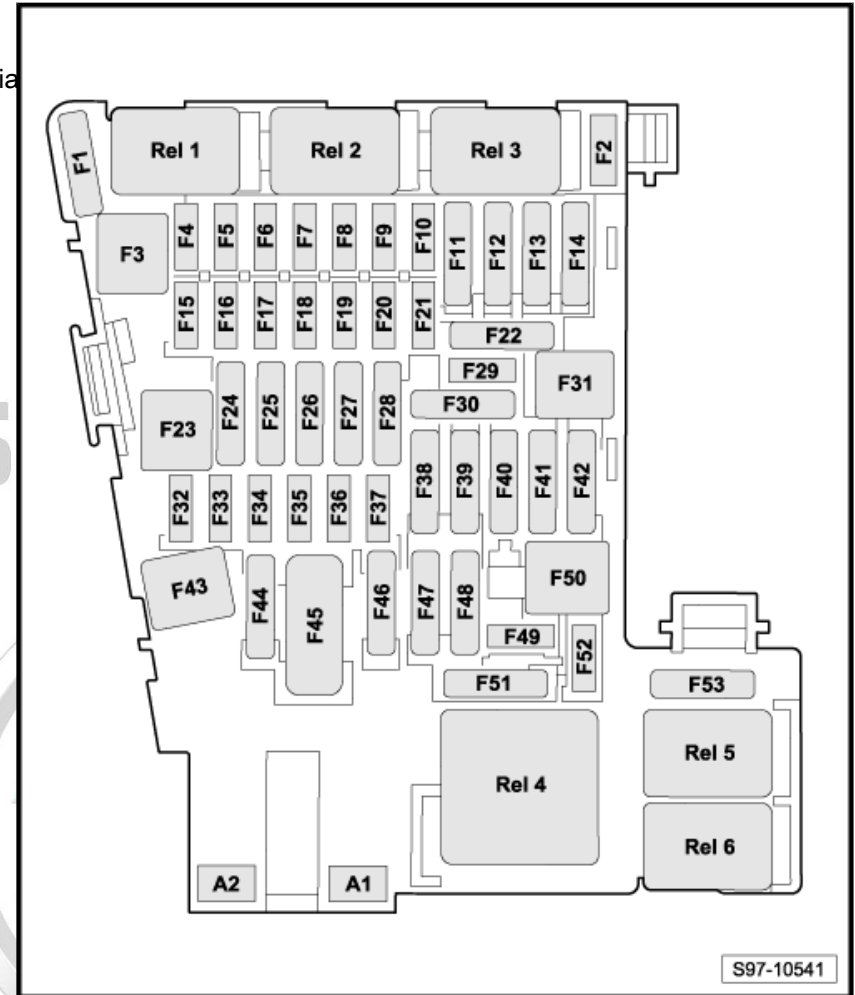 ia
Rel 1 Rel 2 Rel 3 F2
F1
F3 F4 F5 F6 F7 F8 F9 F10 F11 F12 F13 F14
F15 F16 F17 F18 F19 F20 F21
F22
F29
F31
F30
F23 F24 F25 F26 F27 F28
F38 F39 F40 F41 F42
F32 F33 F34 F35 F36 F37
F43 F44 F45 F46 F47 F48 F50
F49
F52
F51 F53
Rel 4 Rel 5
Rel 6
A2 A1
S97-10541